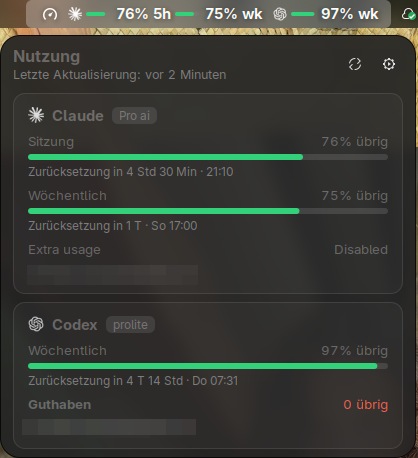 76% 5h 75% wk 97% wk
Nutzung
Letzte Aktualisierung: vor 2 Minuten
Claude Pro ai
Sitzung 76% übrig
Zurücksetzung in 4 Std 30 Min · 21:10
Wöchentlich 75% übrig
Zurücksetzung in 1 T · So 17:00
Extra usage Disabled
Codex prolite
Wöchentlich 97% übrig
Zurücksetzung in 4 T 14 Std · Do 07:31
Guthaben 0 übrig